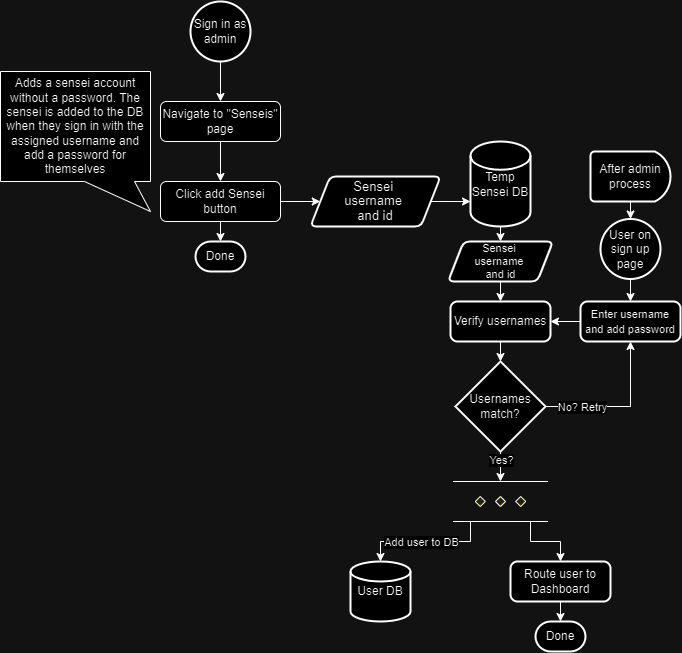 Sign in as
admin
Adds a sensei account
without a password. The
sensei is added to the DB
when they sign in with the
assigned username and
add a password for
themselves
Navigate to "Senseis"
page
Click add Sensei
button
Done
Sensei
username
and id
Temp
Sensei DB
After admin
process
User on
sign up
page
Sensei
username
and id
Verify usernames
Enter username
and add password
Usernames
match?
No? Retry
Yes?
Add user to DB
User DB
Route user to
Dashboard
Done